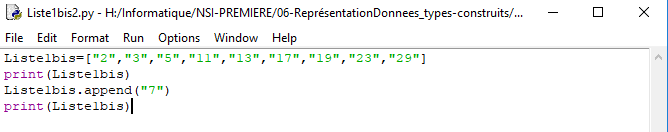 Liste1bis2.py - H:/Informatique/NSI-PREMIERE/06-ReprésentationDonnees_types-construits/...
File Edit Format Run Options Window Help
Liste1bis=["2","3","5","11","13","17","19","23","29"]
print(Liste1bis)
Liste1bis.append("7")
print(Liste1bis)